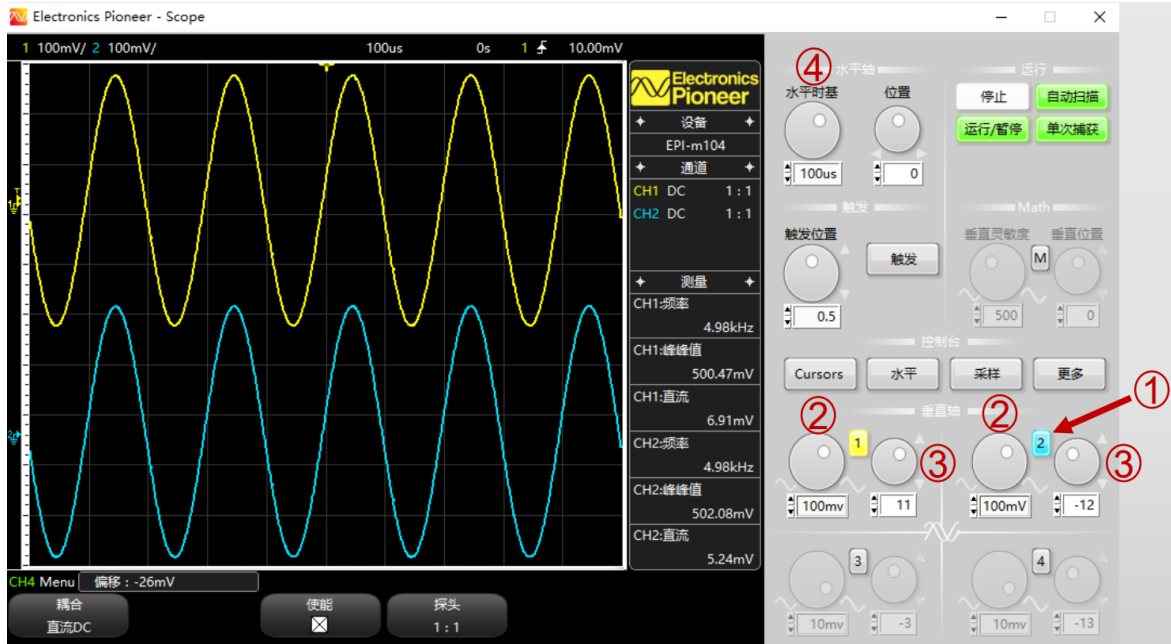 Electronics Pioneer - Scope
1 100mV/ 2 100mV/ 100us 0s 1 10.00mV
Electronics
Pioneer
设备
EPI-m104
通道
CH1 DC 1 : 1
CH2 DC 1 : 1
测量
CH1:频率
4.98kHz
CH1:峰峰值
500.47mV
CH1:直流
6.91mV
CH2:频率
4.98kHz
CH2:峰峰值
502.08mV
CH2:直流
5.24mV
CH4 Menu 偏移：-26mV
耦合
直流DC
使能
探头
1 : 1
④
水平轴
水平时基 位置
100us 0
运行
停止 自动扫描
运行/暂停 单次捕获
触发
触发位置
触发
0.5
Math
垂直灵敏度 垂直位置
M
500 0
控制台
Cursors 水平 采样 更多
①
垂直轴
② ②
1 2
③ ③
100mv 11 100mV -12
3 4
10mv -3 10mv -13
T
1
2